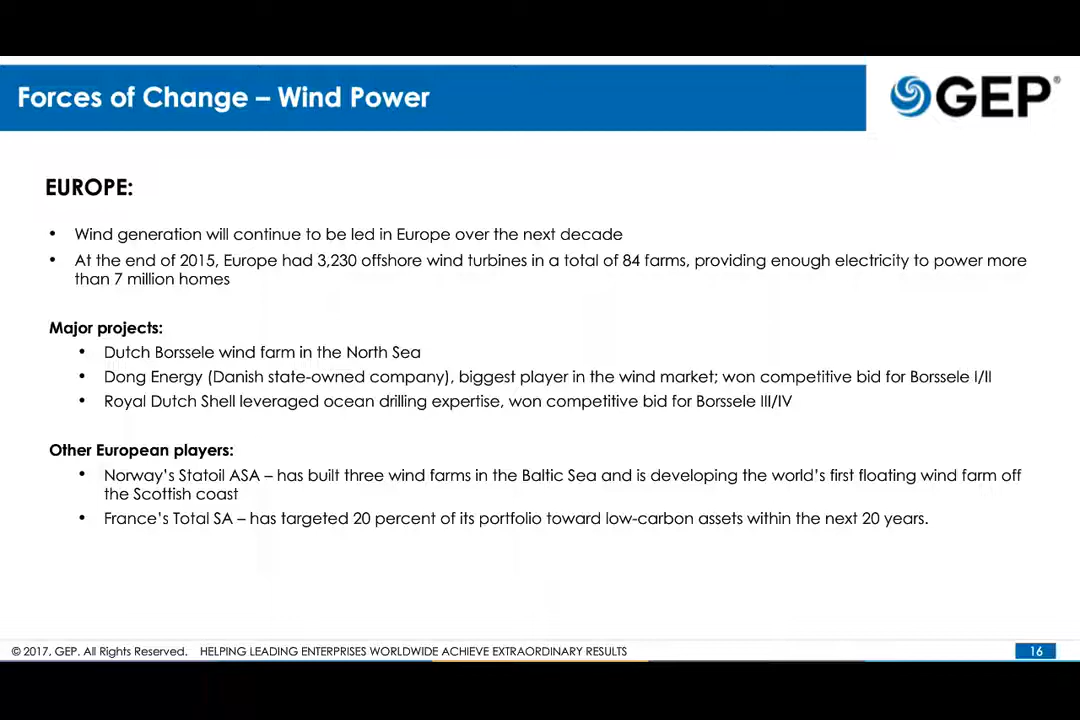 Forces of Change – Wind Power
GEP®
EUROPE:
• Wind generation will continue to be led in Europe over the next decade
• At the end of 2015, Europe had 3,230 offshore wind turbines in a total of 84 farms, providing enough electricity to power more
than 7 million homes
Major projects:
• Dutch Borssele wind farm in the North Sea
• Dong Energy (Danish state-owned company), biggest player in the wind market; won competitive bid for Borssele I/II
• Royal Dutch Shell leveraged ocean drilling expertise, won competitive bid for Borssele III/IV
Other European players:
• Norway’s Statoil ASA – has built three wind farms in the Baltic Sea and is developing the world’s first floating wind farm off
the Scottish coast
• France’s Total SA – has targeted 20 percent of its portfolio toward low-carbon assets within the next 20 years.
© 2017, GEP. All Rights Reserved. HELPING LEADING ENTERPRISES WORLDWIDE ACHIEVE EXTRAORDINARY RESULTS
16